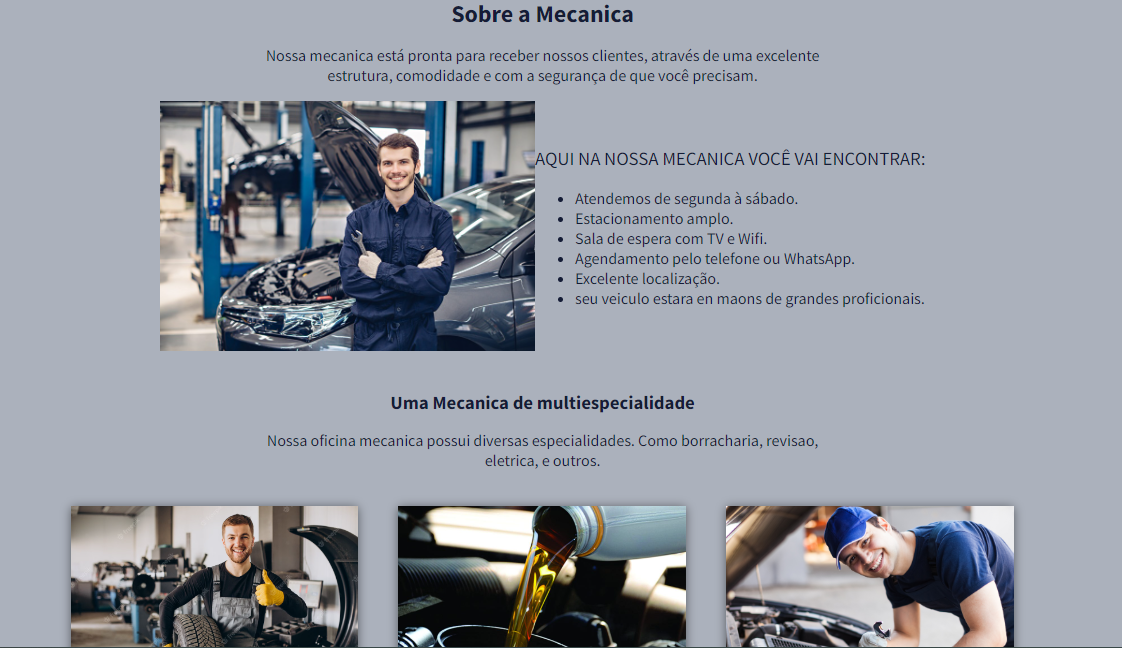 Sobre a Mecanica
Nossa mecanica está pronta para receber nossos clientes, através de uma excelente
estrutura, comodidade e com a segurança de que você precisam.
AQUI NA NOSSA MECANICA VOCÊ VAI ENCONTRAR:
Atendemos de segunda à sábado.
Estacionamento amplo.
Sala de espera com TV e Wifi.
Agendamento pelo telefone ou WhatsApp.
Excelente localização.
seu veiculo estara en maons de grandes proficionais.
Uma Mecanica de multiespecialidade
Nossa oficina mecanica possui diversas especialidades. Como borracharia, revisao,
eletrica, e outros.